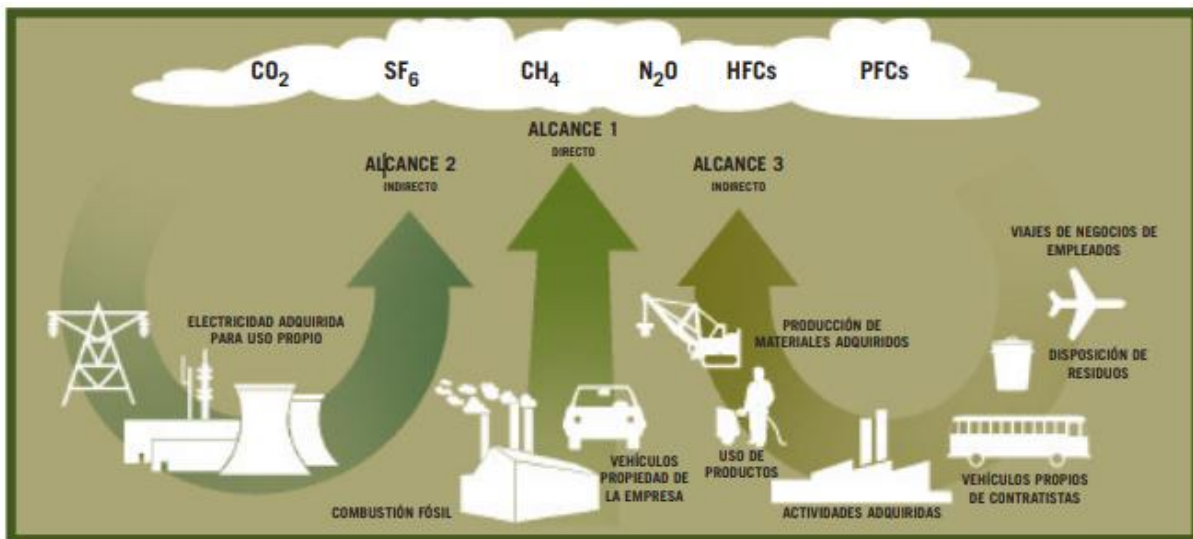 CO₂ SF₆ CH₄ N₂O HFCs PFCs
ALCANCE 1
DIRECTO
ALCANCE 2
INDIRECTO
ALCANCE 3
INDIRECTO
ELECTRICIDAD ADQUIRIDA
PARA USO PROPIO
COMBUSTIÓN FÓSIL
VEHÍCULOS
PROPIEDAD DE
LA EMPRESA
PRODUCCIÓN DE
MATERIALES ADQUIRIDOS
USO DE
PRODUCTOS
ACTIVIDADES ADQUIRIDAS
VIAJES DE NEGOCIOS DE
EMPLEADOS
DISPOSICIÓN DE
RESIDUOS
VEHÍCULOS PROPIOS
DE CONTRATISTAS